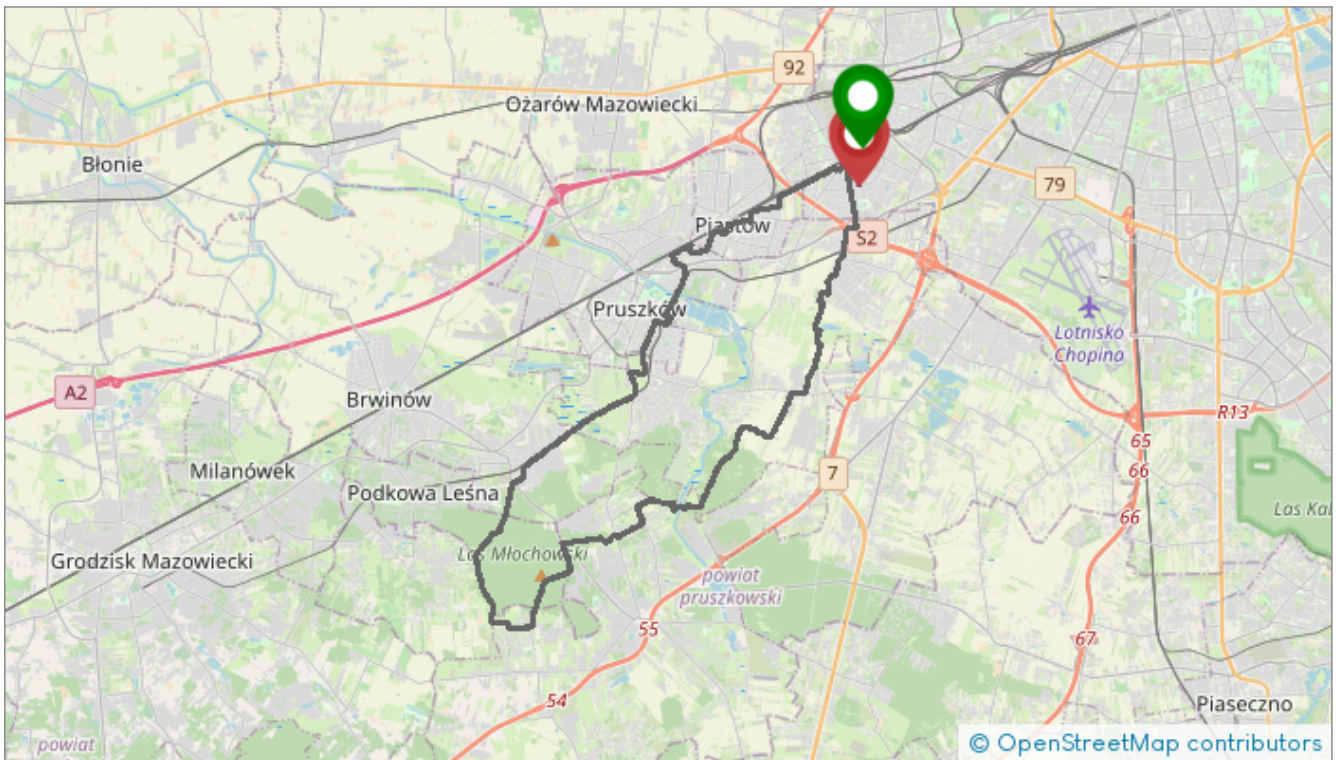 92
Ożarów Mazowiecki
Błonie
79
Piastów
S2
Pruszków
Lotnisko
Chopina
A2
Brwinów
R13
65
Milanówek
66
7
Podkowa Leśna
66
Las Ka
Las Młochowski
Grodzisk Mazowiecki
powiat
pruszkowski
55
67
54
Piaseczno
powiat
© OpenStreetMap contributors